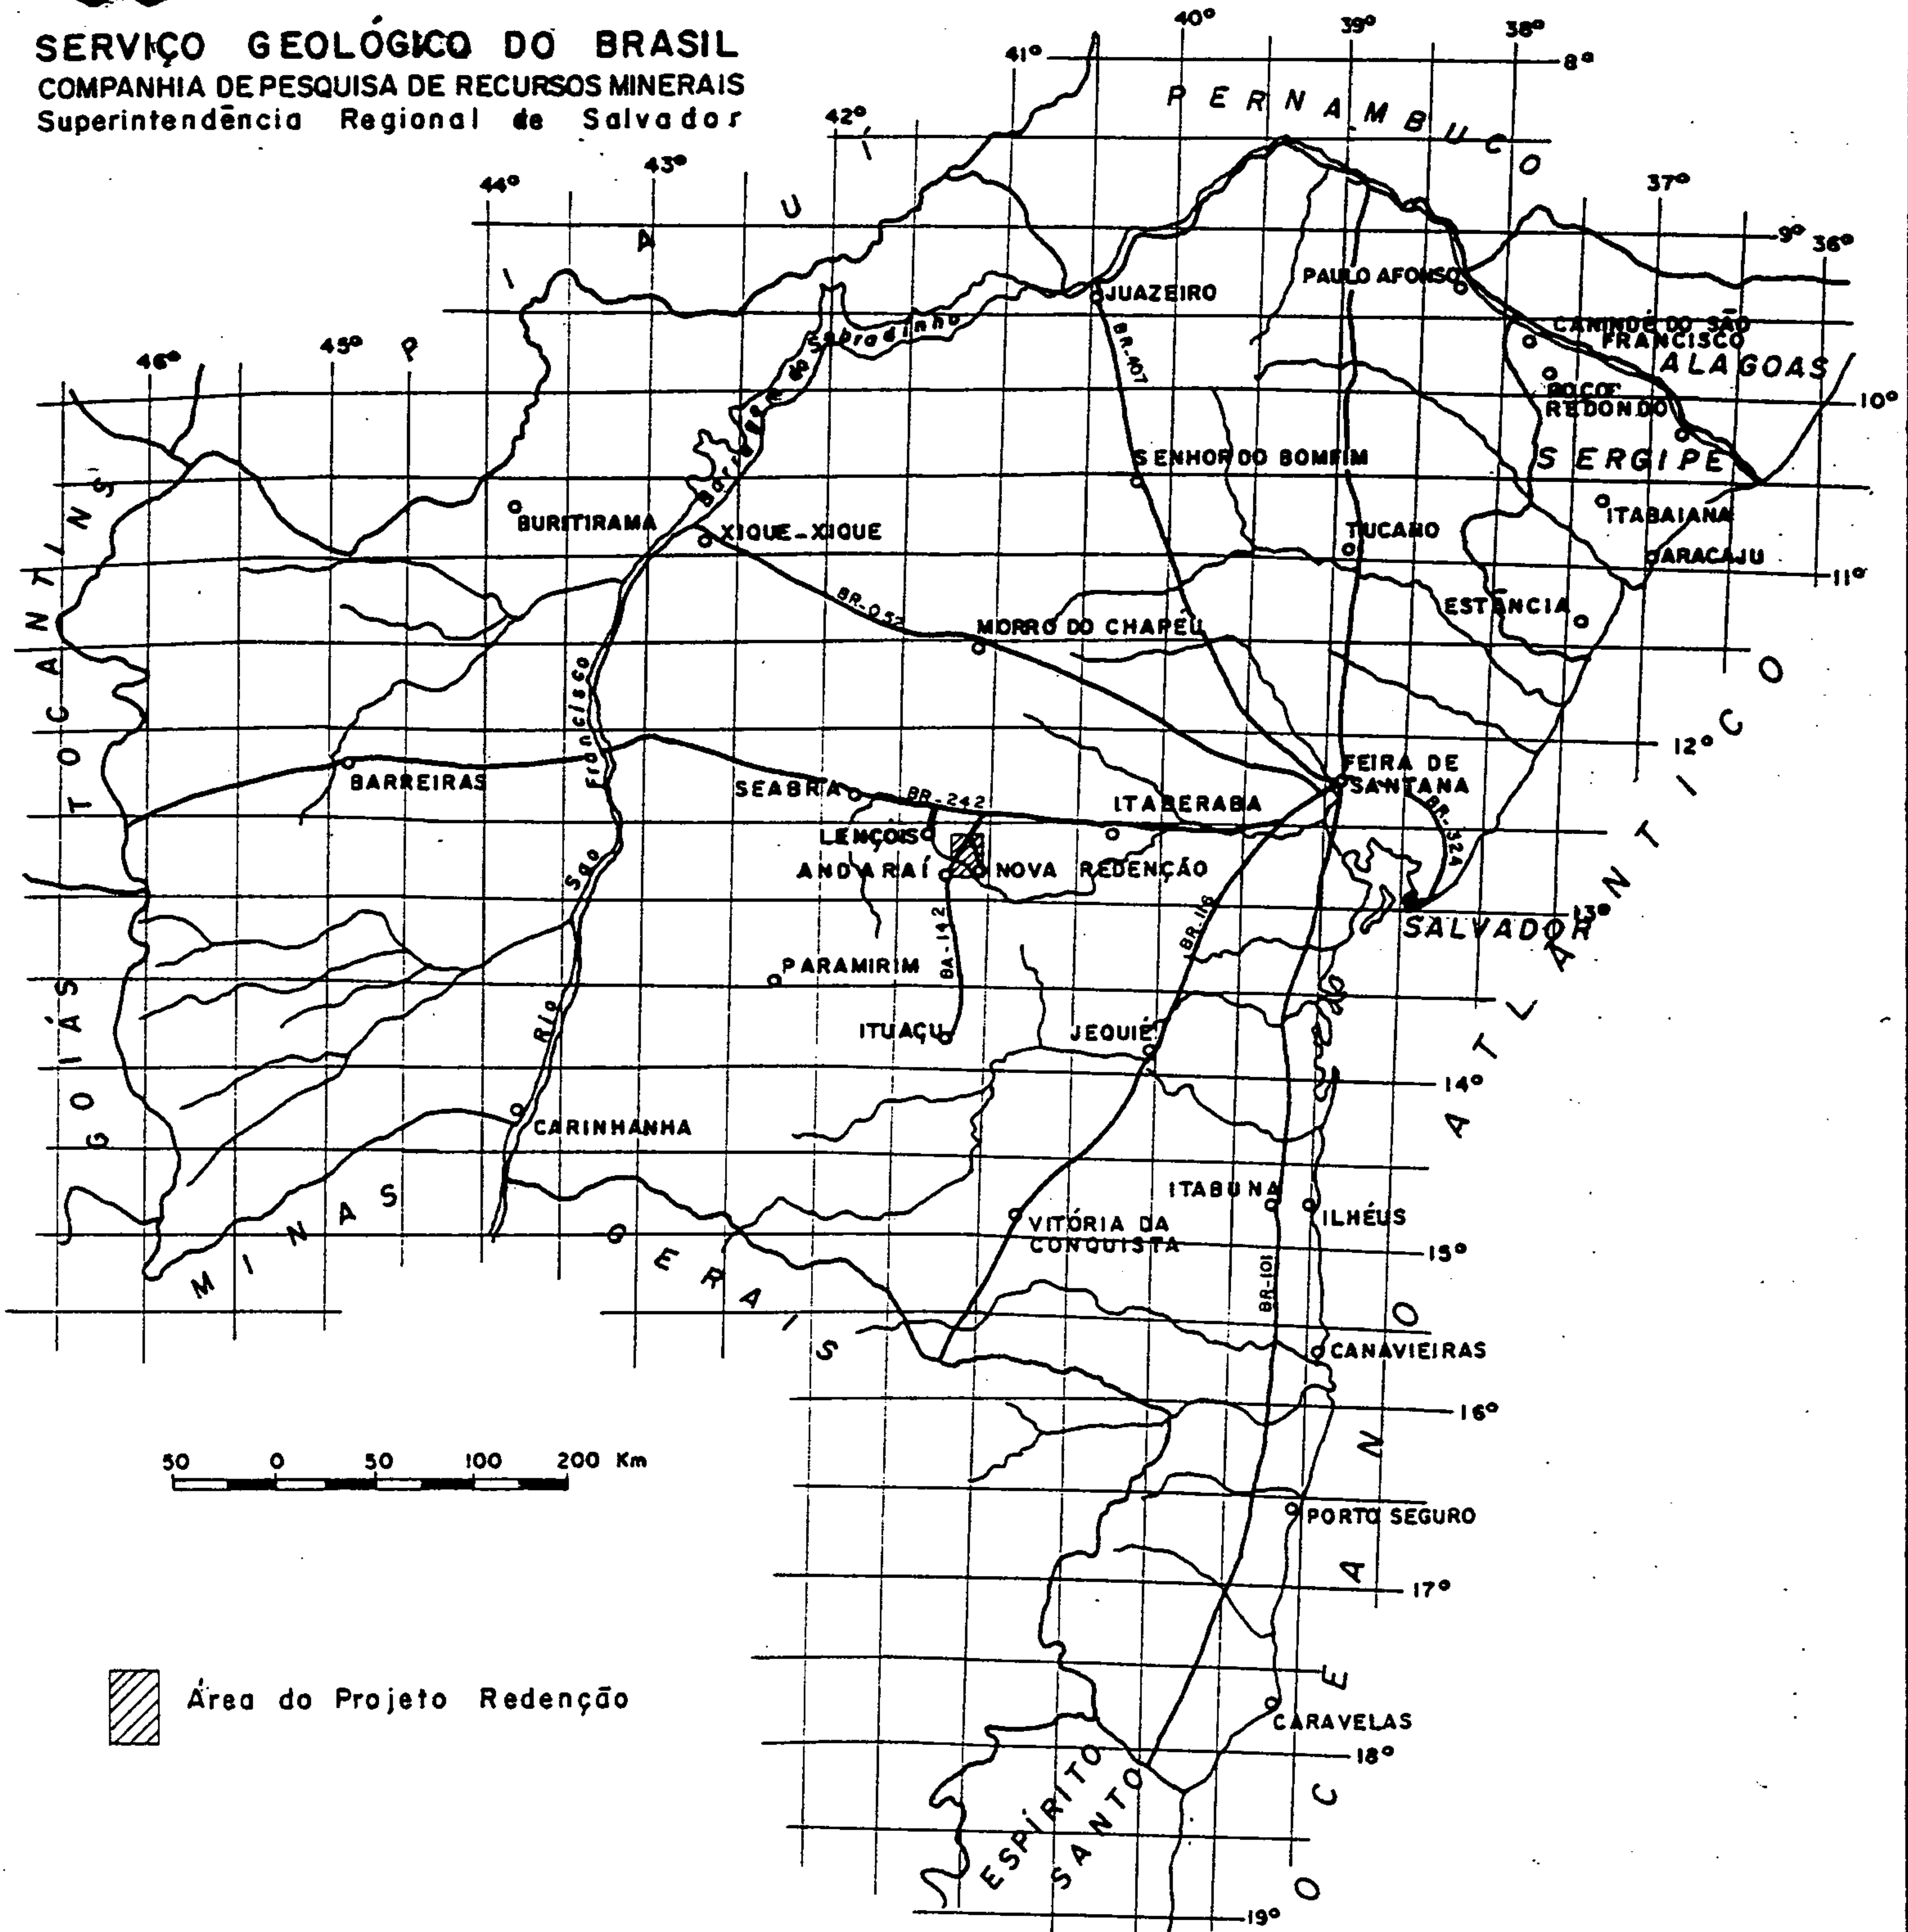 SERVIÇO GEOLÓGICO DO BRASIL
COMPANHIA DE PESQUISA DE RECURSOS MINERAIS
Superintendência Regional de Salvador
40°
39°
38°
41°
8°
PERNAMBUCO
42°
43°
44°
37°
PIAUÍ
9°
36°
PAULO AFONSO
JUAZEIRO
Barragem de Sobradinho
CANINDÉ DO SÃO
FRANCISCO
BR-407
46°
45°
ALAGOAS
POÇO
REDONDO
10°
SENHOR DO BOMFIM
SERGIPE
BURITIRAMA
XIQUE-XIQUE
TUCANO
ITABAIANA
ARACAJU
11°
TOCANTINS
BR-052
ESTÂNCIA
MORRO DO CHAPÉU
Rio São Francisco
12°
BARREIRAS
SEABRA
BR-242
ITABERABA
FEIRA DE
SANTANA
BR-324
LENÇÓIS
ANDARAÍ
NOVA REDENÇÃO
BR-116
13°
SALVADOR
BA-142
PARAMIRIM
ITUAÇU
JEQUIÉ
GOIÁS
14°
CARINHANHA
ITABUNA
ILHÉUS
MINAS GERAIS
VITÓRIA DA
CONQUISTA
15°
BR-101
CANAVIEIRAS
16°
50 0 50 100 200 Km
PORTO SEGURO
17°
Área do Projeto Redenção
CARAVELAS
18°
ESPÍRITO
SANTO
OCEANO ATLÂNTICO
19°